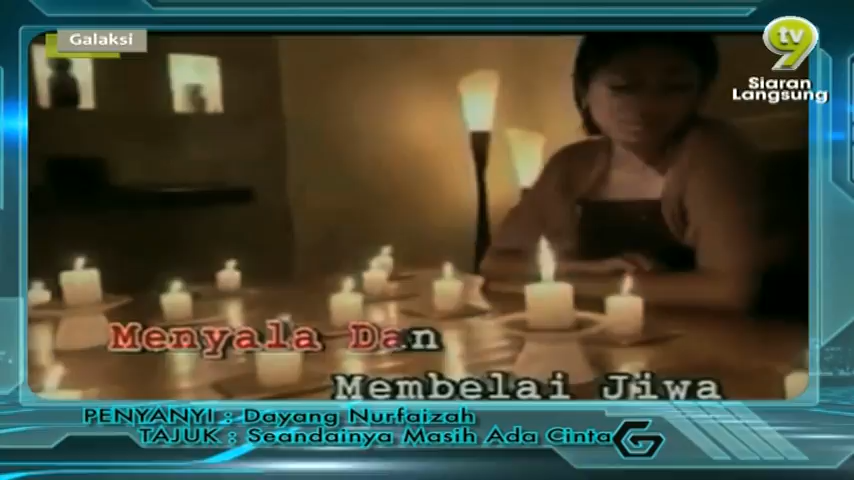 Galaksi
tv9
Siaran
Langsung
Menyala Dan
Membelai Jiwa
PENYANYI : Dayang Nurfaizah
TAJUK : Seandainya Masih Ada Cinta